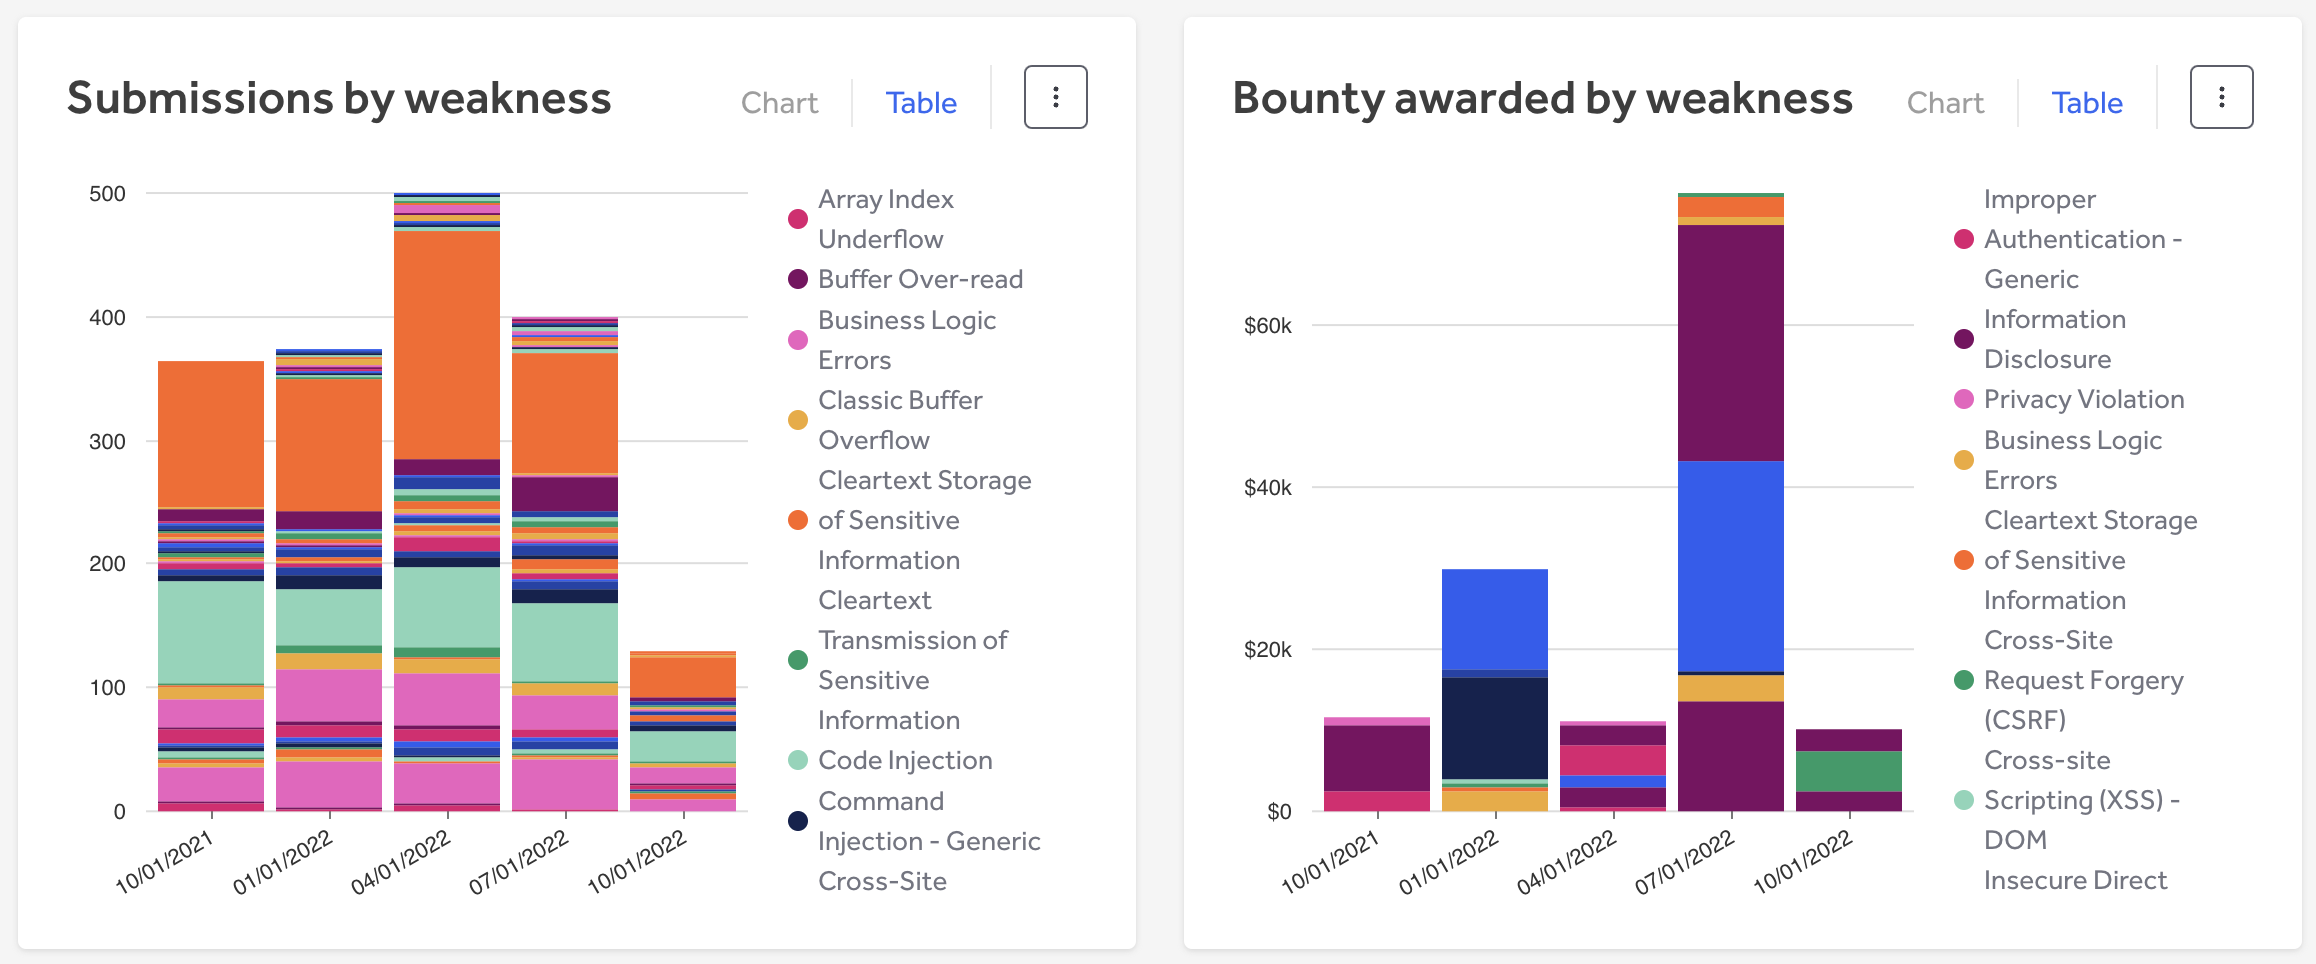 Submissions by weakness
Chart
Table
500
400
300
200
100
0
10/01/2021
01/01/2022
04/01/2022
07/01/2022
10/01/2022
Array Index
Underflow
Buffer Over-read
Business Logic
Errors
Classic Buffer
Overflow
Cleartext Storage
of Sensitive
Information
Cleartext
Transmission of
Sensitive
Information
Code Injection
Command
Injection - Generic
Cross-Site
Bounty awarded by weakness
Chart
Table
$60k
$40k
$20k
$0
10/01/2021
01/01/2022
04/01/2022
07/01/2022
10/01/2022
Improper
Authentication -
Generic
Information
Disclosure
Privacy Violation
Business Logic
Errors
Cleartext Storage
of Sensitive
Information
Cross-Site
Request Forgery
(CSRF)
Cross-site
Scripting (XSS) -
DOM
Insecure Direct